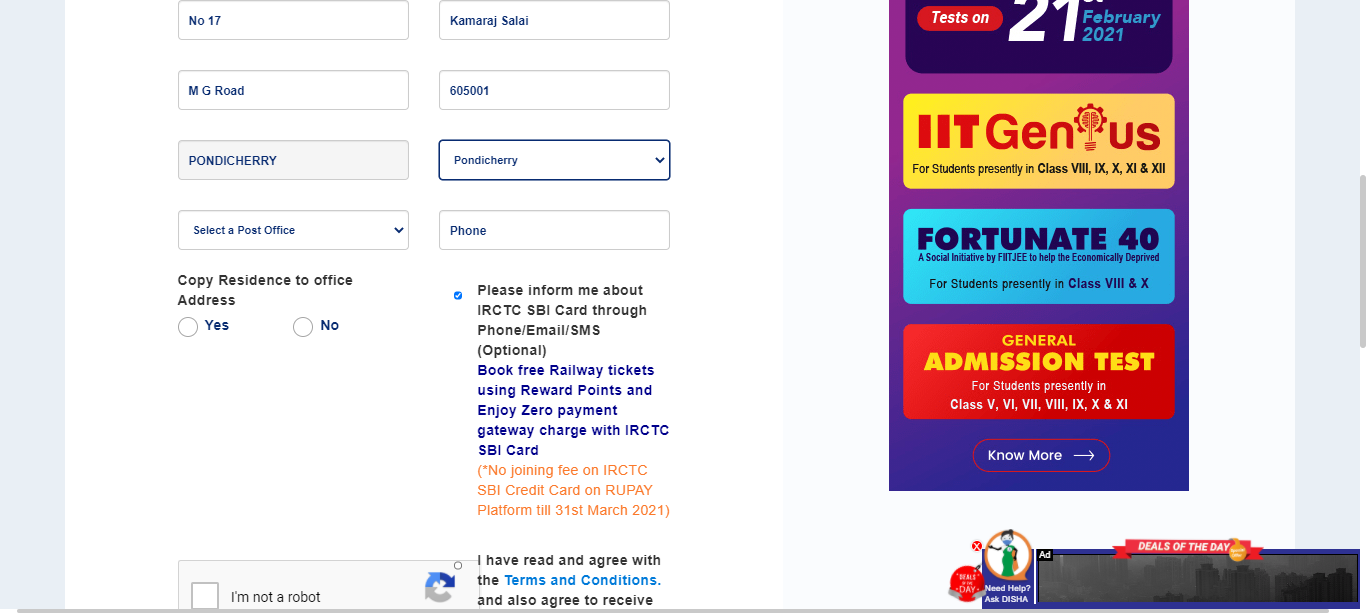 No 17
Kamaraj Salai
M G Road
605001
PONDICHERRY
Pondicherry
Select a Post Office
Phone
Copy Residence to office
Address
Yes
No
Please inform me about
IRCTC SBI Card through
Phone/Email/SMS
(Optional)
Book free Railway tickets
using Reward Points and
Enjoy Zero payment
gateway charge with IRCTC
SBI Card
(*No joining fee on IRCTC
SBI Credit Card on RUPAY
Platform till 31st March 2021)
I'm not a robot
I have read and agree with
the Terms and Conditions.
and also agree to receive
Tests on
21st
February
2021
IIT Genius
For Students presently in Class VIII, IX, X, XI & XII
FORTUNATE 40
A Social Initiative by FIITJEE to help the Economically Deprived
For Students presently in Class VIII & X
GENERAL
ADMISSION TEST
For Students presently in
Class V, VI, VII, VIII, IX, X & XI
Know More
X
DEALS OF THE DAY
Need Help?
Ask DISHA
Ad
DEALS OF THE DAY